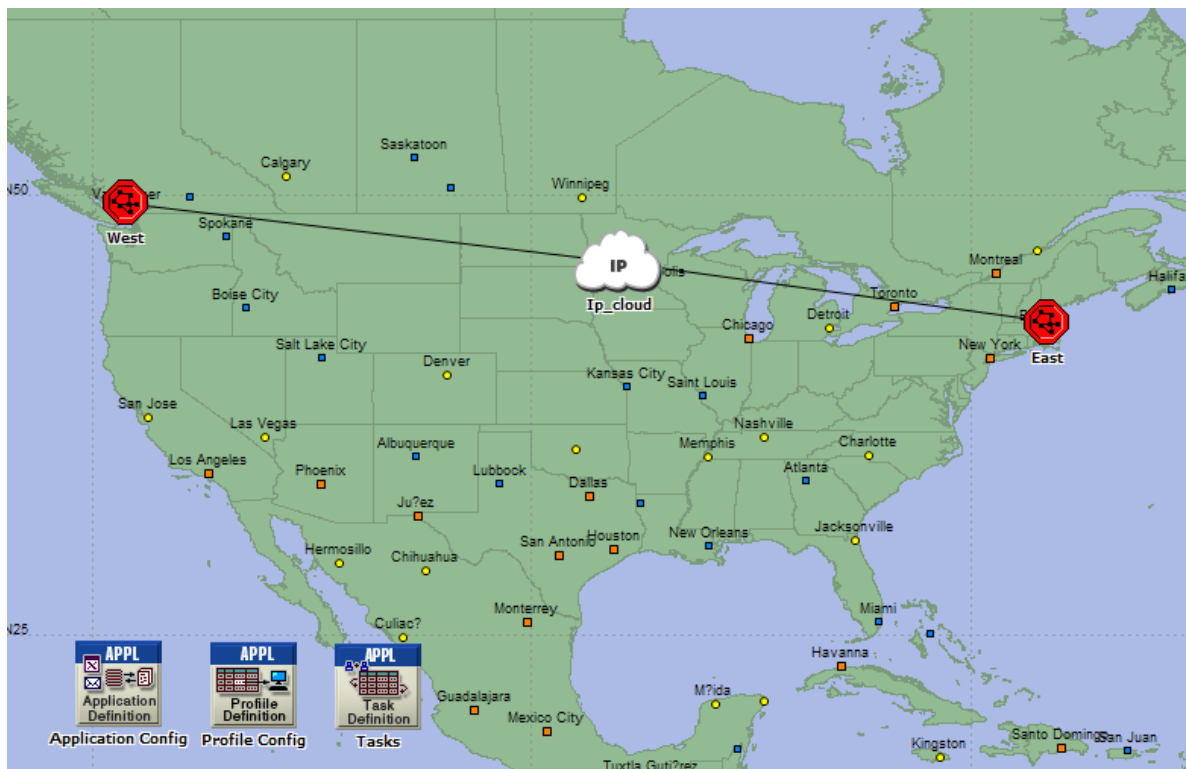 Saskatoon
Calgary
Winnipeg
N50
West
Spokane
IP
Montreal
Ip_cloud
Halifa
Boise City
Toronto
Chicago
Detroit
Salt Lake City
New York
East
Denver
Kansas City
Saint Louis
San Jose
Las Vegas
Nashville
Albuquerque
Memphis
Charlotte
Los Angeles
Phoenix
Lubbock
Dallas
Atlanta
Ju?ez
San Antonio
Houston
New Orleans
Jacksonville
Hermosillo
Chihuahua
Monterrey
Miami
Culiac?
N25
APPL
Application
Definition
Application Config
APPL
Profile
Definition
Profile Config
APPL
Task
Definition
Tasks
Havanna
Guadalajara
M?ida
Mexico City
Kingston
Santo Domingo
San Juan
Tuxtla Guti?rez